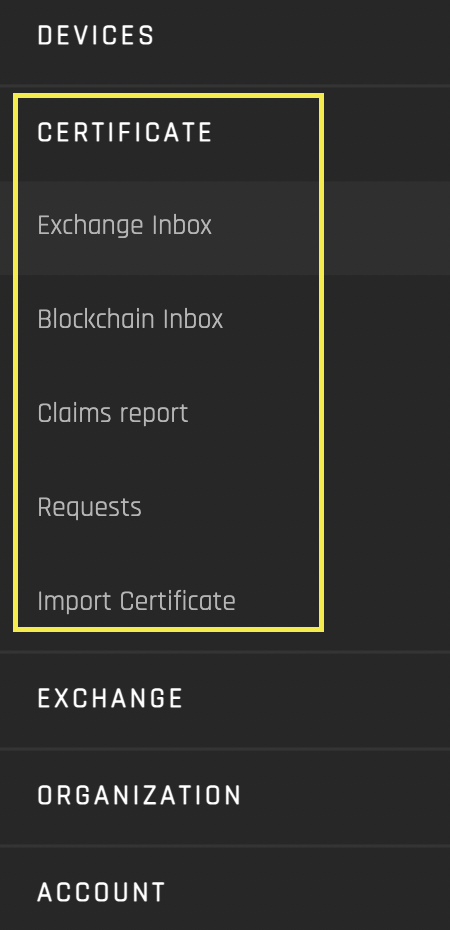 DEVICES
CERTIFICATE
Exchange Inbox
Blockchain Inbox
Claims report
Requests
Import Certificate
EXCHANGE
ORGANIZATION
ACCOUNT